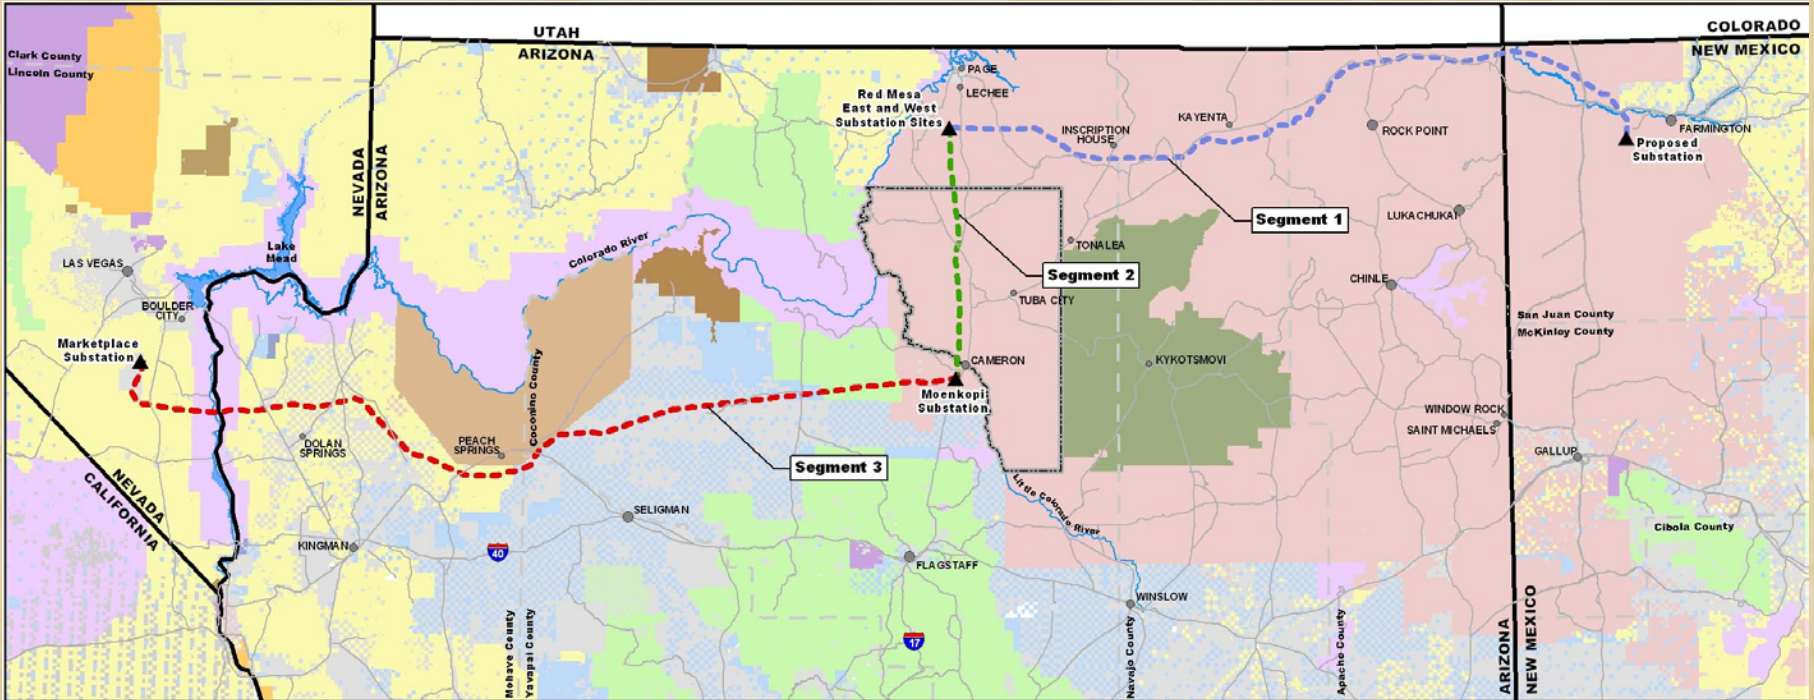 UTAH
ARIZONA
COLORADO
NEW MEXICO
Clark County
Lincoln County
NEVADA
ARIZONA
PAGE
LECHEE
Red Mesa
East and West
Substation Sites
INSCRIPTION
HOUSE
KAYENTA
ROCK POINT
FARMINGTON
Proposed
Substation
Segment 1
LUKACHUKAI
TONALEA
Segment 2
TUBA CITY
CHINLE
Colorado River
Lake
Mead
LAS VEGAS
BOULDER
CITY
Marketplace
Substation
San Juan County
McKinley County
CAMERON
KYKOTSMOVI
Moenkopi
Substation
Coconino County
WINDOW ROCK
SAINT MICHAELS
GALLUP
DOLAN
SPRINGS
PEACH
SPRINGS
Segment 3
NEVADA
CALIFORNIA
Little Colorado River
SELIGMAN
KINGMAN
40
FLAGSTAFF
Cibola County
WINSLOW
17
Mohave County
Yavapai County
Navajo County
Apache County
ARIZONA
NEW MEXICO